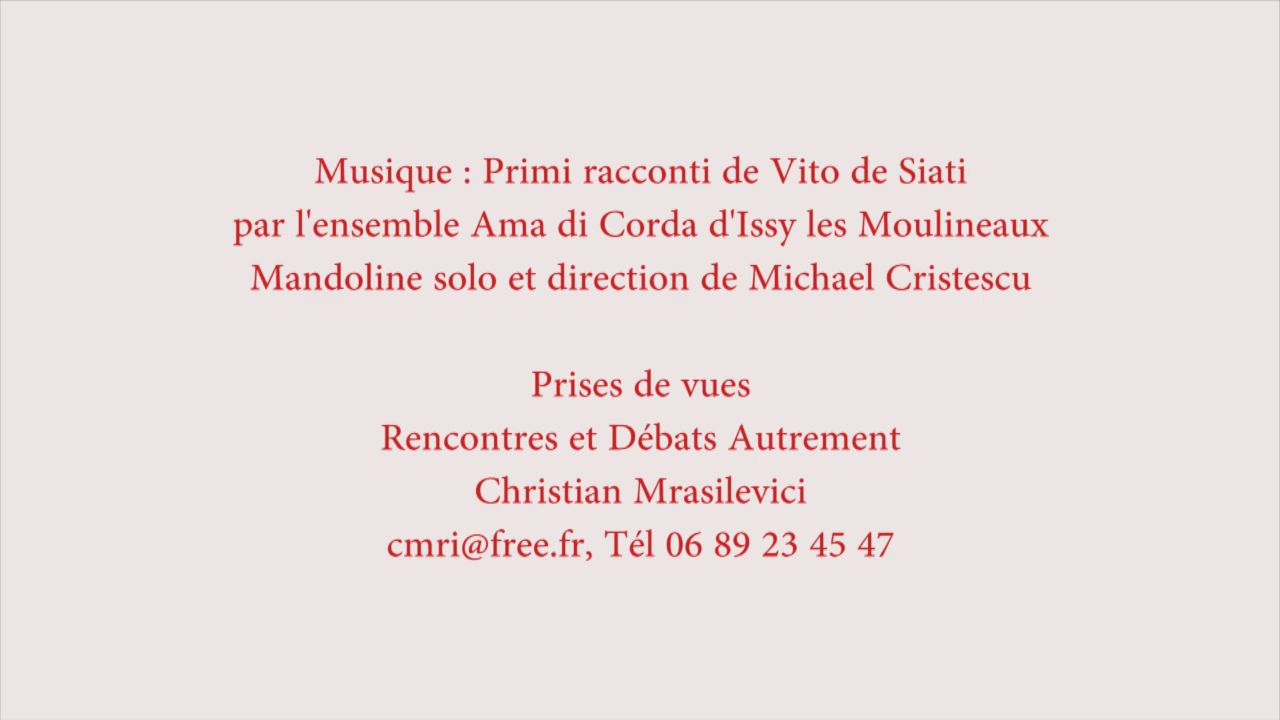 Musique : Primi racconti de Vito de Siati
par l'ensemble Ama di Corda d'Issy les Moulineaux
Mandoline solo et direction de Michael Cristescu
Prises de vues
Rencontres et Débats Autrement
Christian Mrasilevici
cmri@free.fr, Tél 06 89 23 45 47